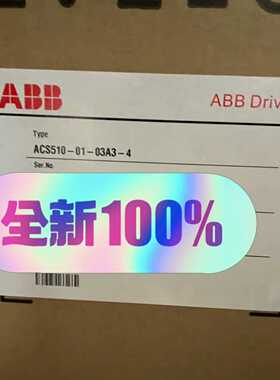 ABB
ABB Driv
Type
ACS510-01-03A3-4
Ser.No.
全新100%